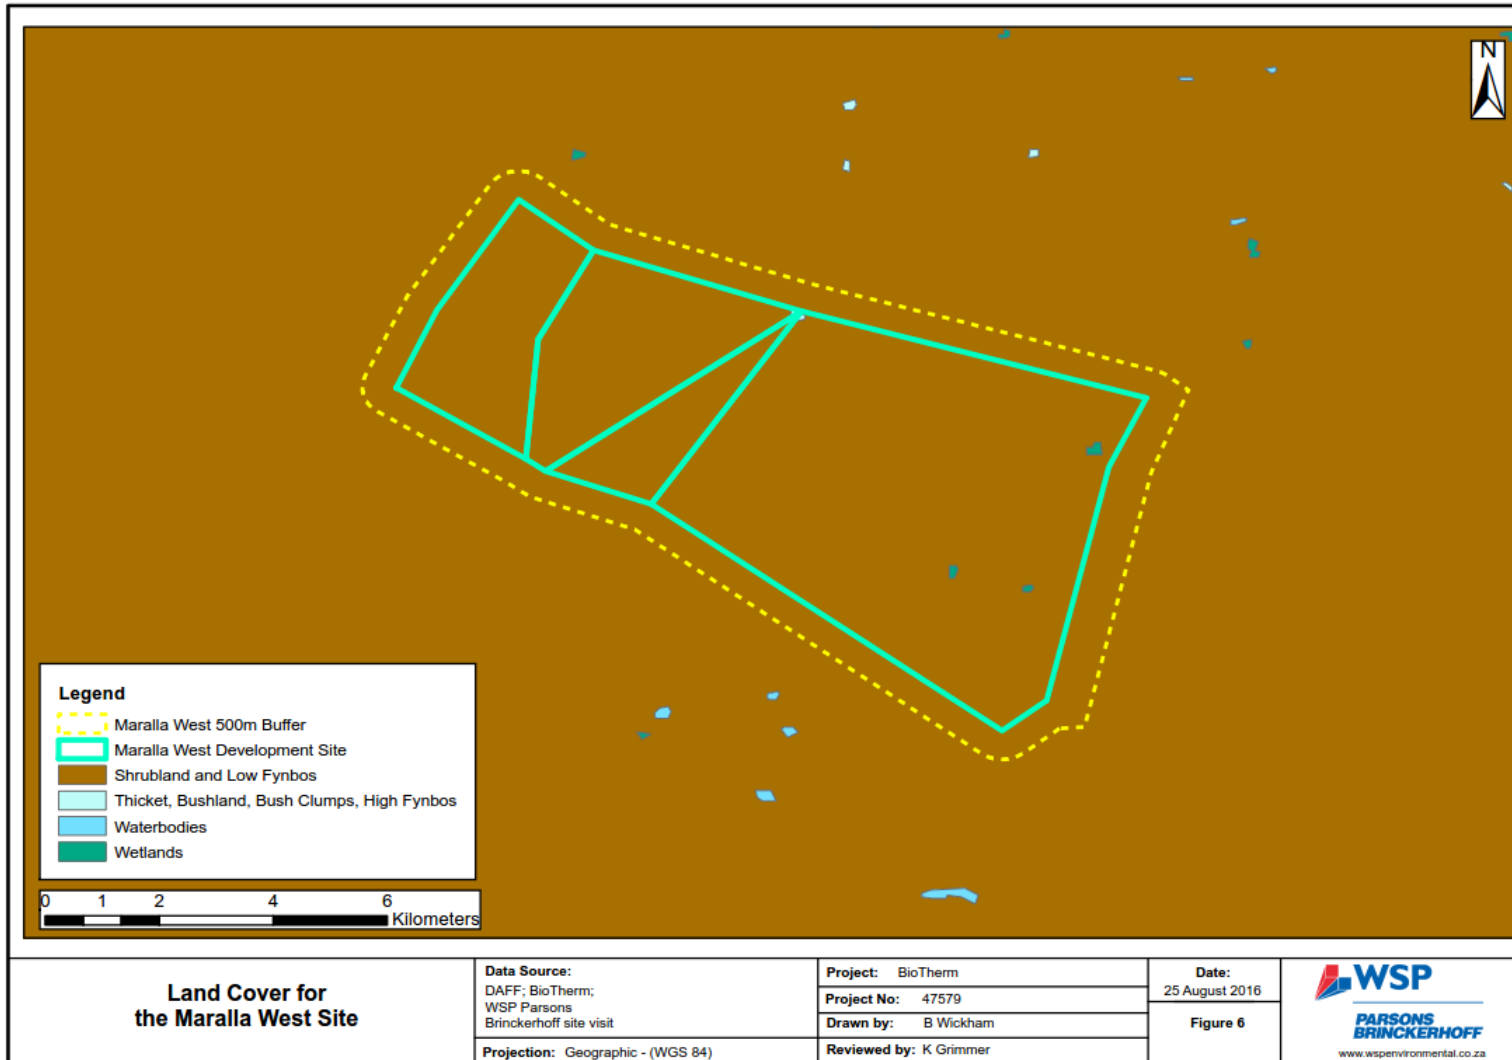 N
Legend
Maralla West 500m Buffer
Maralla West Development Site
Shrubland and Low Fynbos
Thicket, Bushland, Bush Clumps, High Fynbos
Waterbodies
Wetlands
0 1 2 4 6
Kilometers
Land Cover for
the Maralla West Site
Data Source:
DAFF; BioTherm;
WSP Parsons
Brinckerhoff site visit
Projection: Geographic - (WGS 84)
Project: BioTherm
Project No: 47579
Drawn by: B Wickham
Reviewed by: K Grimmer
Date:
25 August 2016
Figure 6
WSP
PARSONS
BRINCKERHOFF
www.wspenvironmental.co.za